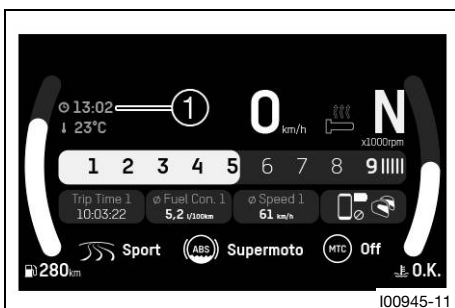 13:02
1
23°C
0 km/h
N
x1000rpm
1 2 3 4 5 6 7 8 9
Trip Time 1
10:03:22
ø Fuel Con. 1
5,2 l/100km
ø Speed 1
61 km/h
Sport
ABS Supermoto
MTC Off
280km
O.K.
I00945-11